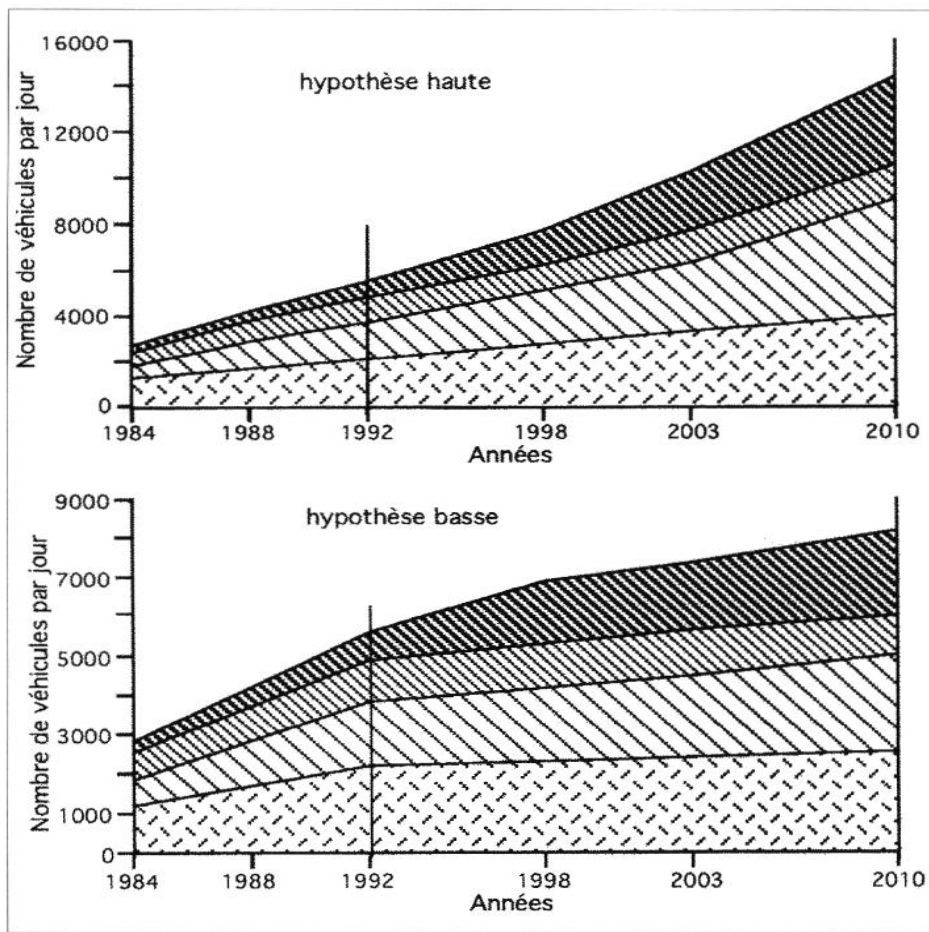 Nombre de véhicules par jour
16000
12000
8000
4000
0
hypothèse haute
1984 1988 1992 1998 2003 2010
Années
Nombre de véhicules par jour
9000
7000
5000
3000
1000
0
hypothèse basse
1984 1988 1992 1998 2003 2010
Années